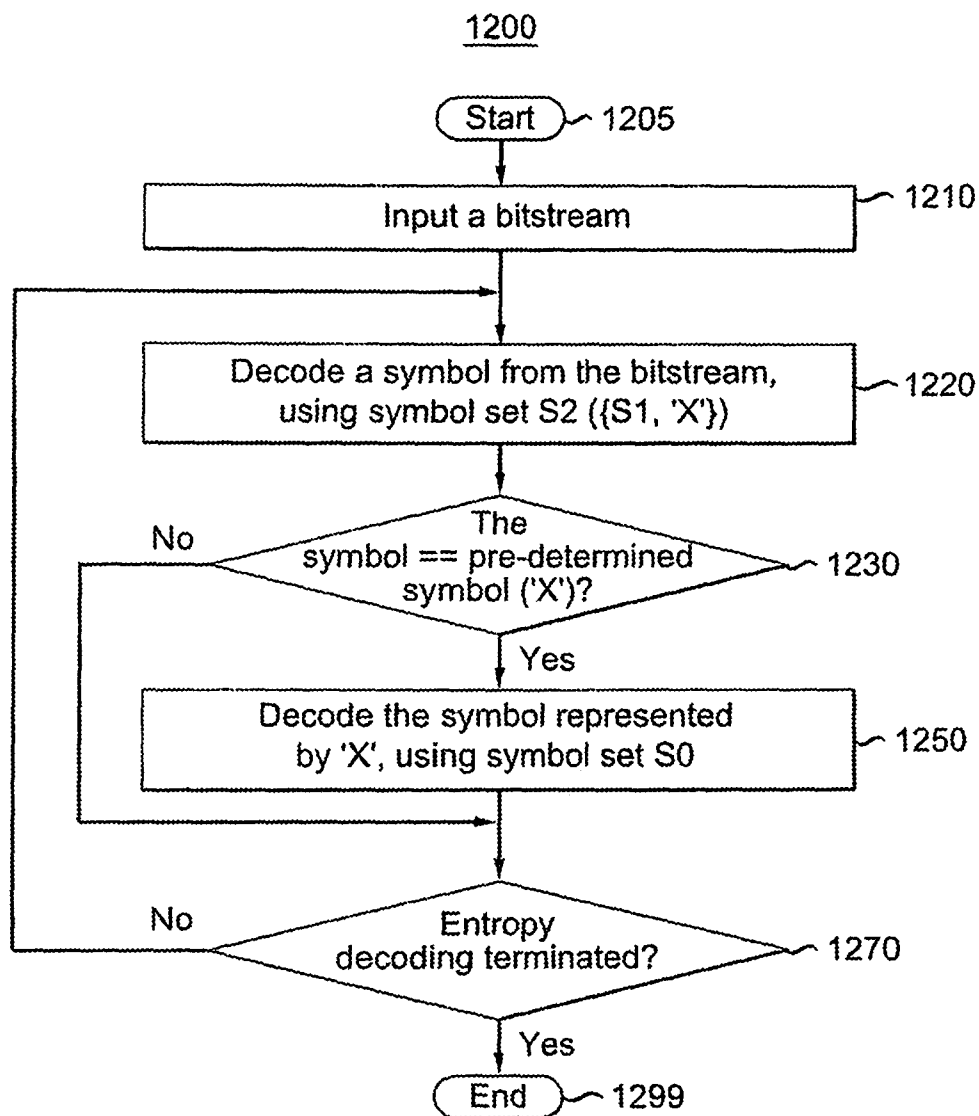 1200
Start 1205
Input a bitstream 1210
Decode a symbol from the bitstream,
using symbol set S2 ({S1, 'X'}) 1220
The
symbol == pre-determined
symbol ('X')? 1230
No
Yes
Decode the symbol represented
by 'X', using symbol set S0 1250
Entropy
decoding terminated? 1270
No
Yes
End 1299